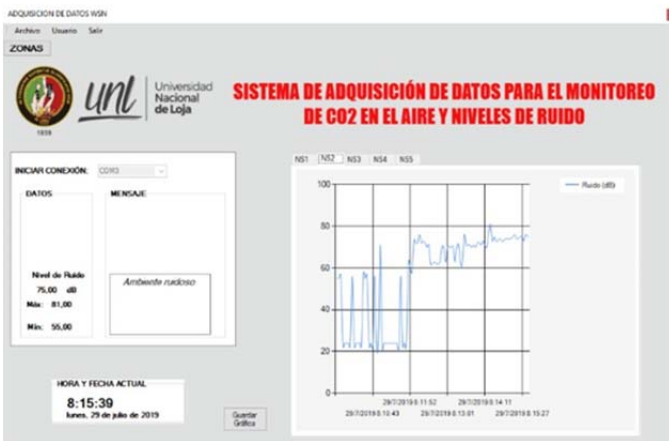 ADQUISICION DE DATOS WSN
Archivo Usuario Salir
ZONAS
1859
unl
Universidad
Nacional
de Loja
SISTEMA DE ADQUISICIÓN DE DATOS PARA EL MONITOREO
DE CO2 EN EL AIRE Y NIVELES DE RUIDO
INICIAR CONEXIÓN: COM3
DATOS
MENSAJE
Nivel de Ruido
75,00 dB
Máx: 81,00
Mín: 55,00
Ambiente ruidoso
HORA Y FECHA ACTUAL
8:15:39
lunes, 29 de julio de 2019
Guardar
Gráfica
NS1 NS2 NS3 NS4 NS5
Ruido (dB)
100
80
60
40
20
0
29/7/2019 8:11:52 29/7/2019 8:14:11
29/7/2019 8:10:43 29/7/2019 8:13:01 29/7/2019 8:15:27